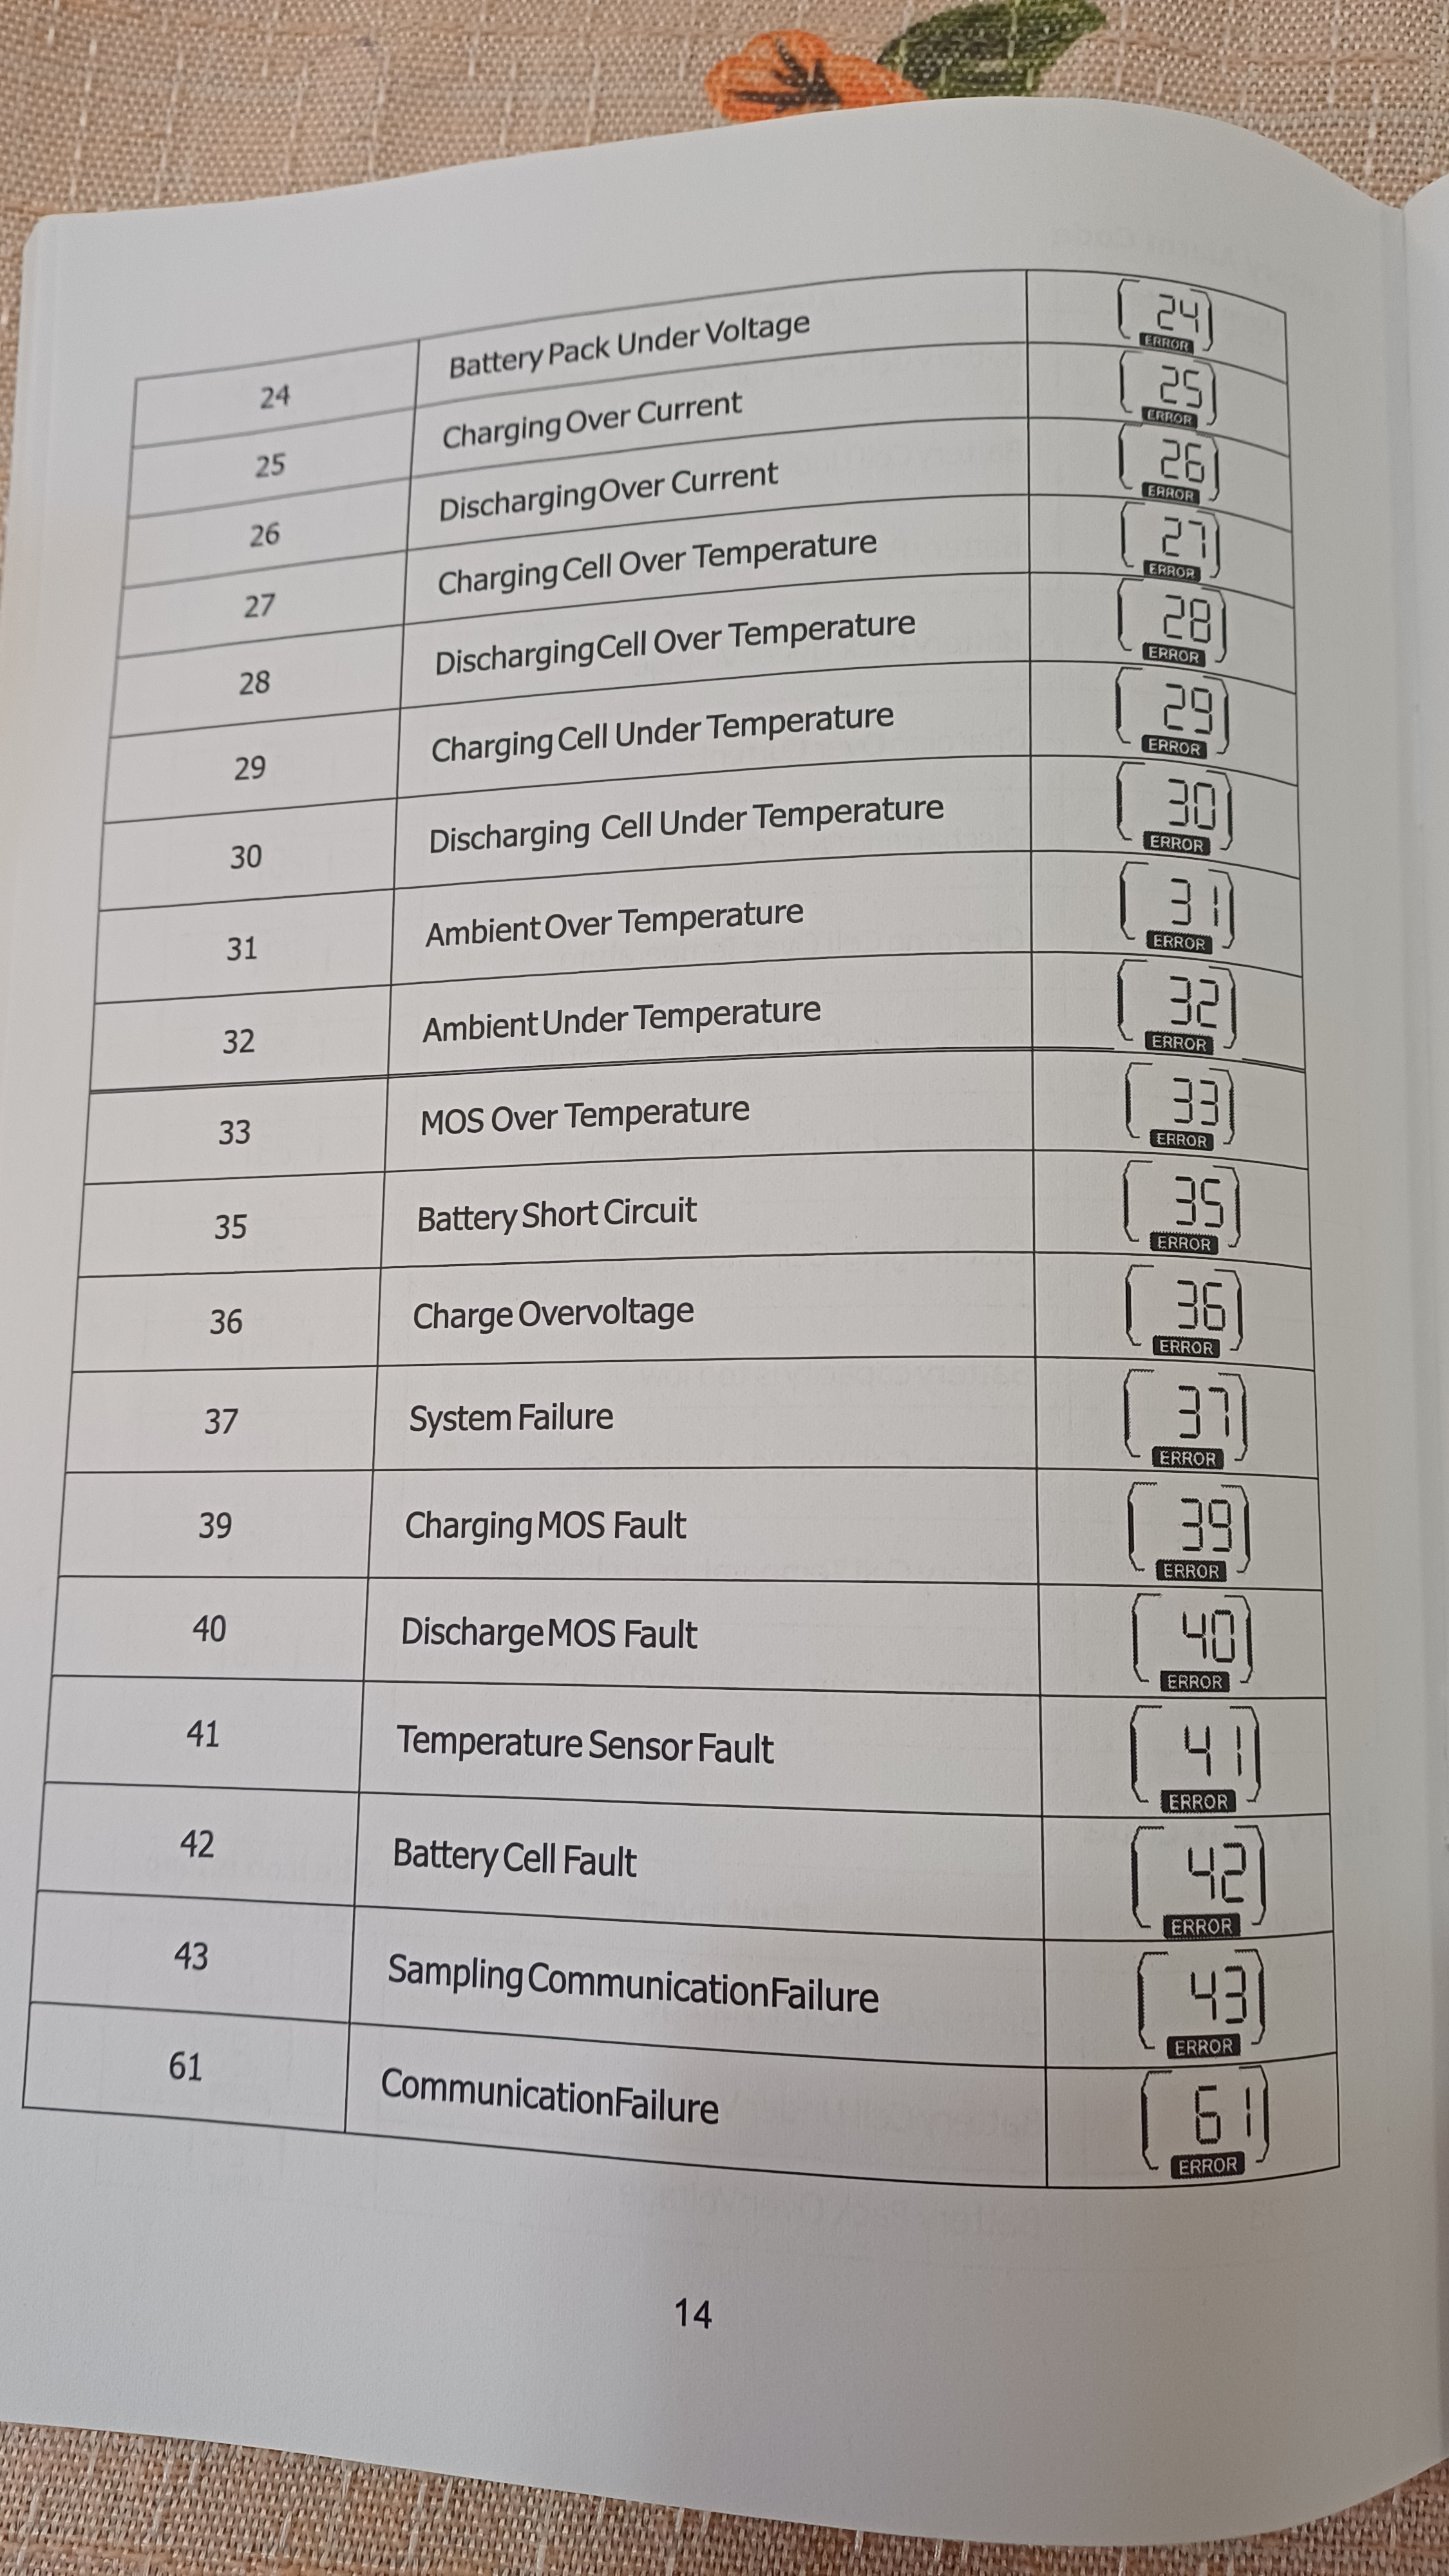 24 Battery Pack Under Voltage 24 ERROR
25 Charging Over Current 25 ERROR
26 Discharging Over Current 26 ERROR
27 Charging Cell Over Temperature 27 ERROR
28 Discharging Cell Over Temperature 28 ERROR
29 Charging Cell Under Temperature 29 ERROR
30 Discharging Cell Under Temperature 30 ERROR
31 Ambient Over Temperature 31 ERROR
32 Ambient Under Temperature 32 ERROR
33 MOS Over Temperature 33 ERROR
35 Battery Short Circuit 35 ERROR
36 Charge Overvoltage 36 ERROR
37 System Failure 37 ERROR
39 Charging MOS Fault 39 ERROR
40 Discharge MOS Fault 40 ERROR
41 Temperature Sensor Fault 41 ERROR
42 Battery Cell Fault 42 ERROR
43 Sampling Communication Failure 43 ERROR
61 Communication Failure 61 ERROR
14